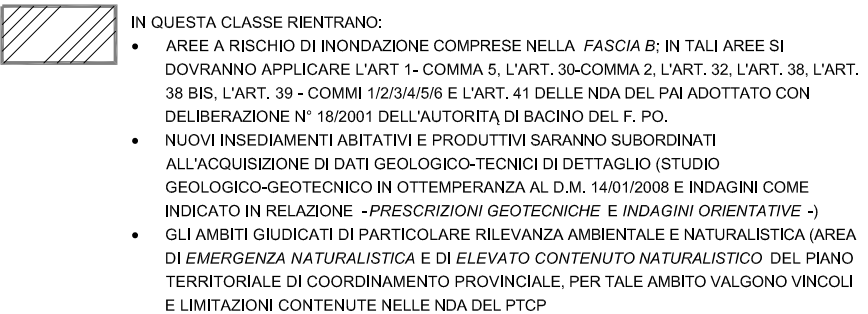 IN QUESTA CLASSE RIENTRANO:
• AREE A RISCHIO DI INONDAZIONE COMPRESE NELLA FASCIA B; IN TALI AREE SI
DOVRANNO APPLICARE L'ART 1- COMMA 5, L'ART. 30-COMMA 2, L'ART. 32, L'ART. 38, L'ART.
38 BIS, L'ART. 39 - COMMI 1/2/3/4/5/6 E L'ART. 41 DELLE NDA DEL PAI ADOTTATO CON
DELIBERAZIONE N° 18/2001 DELL'AUTORITĄ DI BACINO DEL F. PO.
• NUOVI INSEDIAMENTI ABITATIVI E PRODUTTIVI SARANNO SUBORDINATI
ALL'ACQUISIZIONE DI DATI GEOLOGICO-TECNICI DI DETTAGLIO (STUDIO
GEOLOGICO-GEOTECNICO IN OTTEMPERANZA AL D.M. 14/01/2008 E INDAGINI COME
INDICATO IN RELAZIONE -PRESCRIZIONI GEOTECNICHE E INDAGINI ORIENTATIVE -)
• GLI AMBITI GIUDICATI DI PARTICOLARE RILEVANZA AMBIENTALE E NATURALISTICA (AREA
DI EMERGENZA NATURALISTICA E DI ELEVATO CONTENUTO NATURALISTICO DEL PIANO
TERRITORIALE DI COORDINAMENTO PROVINCIALE, PER TALE AMBITO VALGONO VINCOLI
E LIMITAZIONI CONTENUTE NELLE NDA DEL PTCP